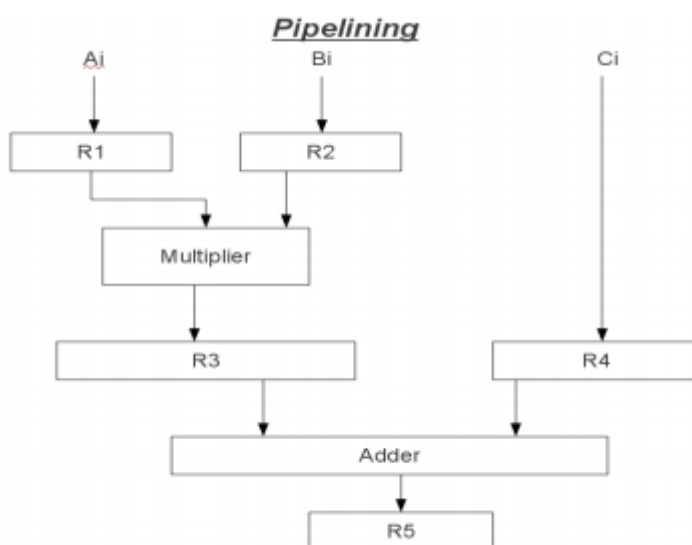 Pipelining
Ai Bi Ci
R1 R2
Multiplier
R3 R4
Adder
R5